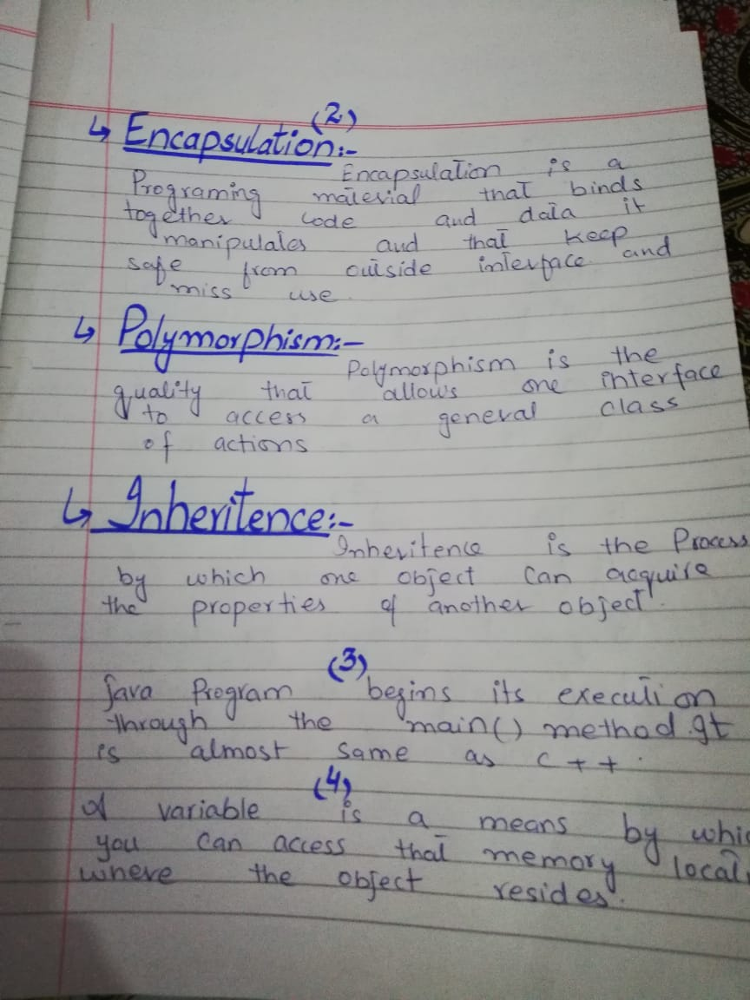 (2)
↳ Encapsulation:-
Encapsulation is a
Programing material that binds
together code and data it
manipulates and that keep
safe from outside interface and
miss use.
↳ Polymorphism:-
Polymorphism is the
quality that allows one interface
to access a general class
of actions
↳ Inheritence:-
Inheritence is the Process
by which one object can acquire
the properties of another object.
(3)
Java Program begins its execution
through the main() method. It
is almost same as C++.
(4)
A variable is a means by whic
you can access that memory local
where the object resides.